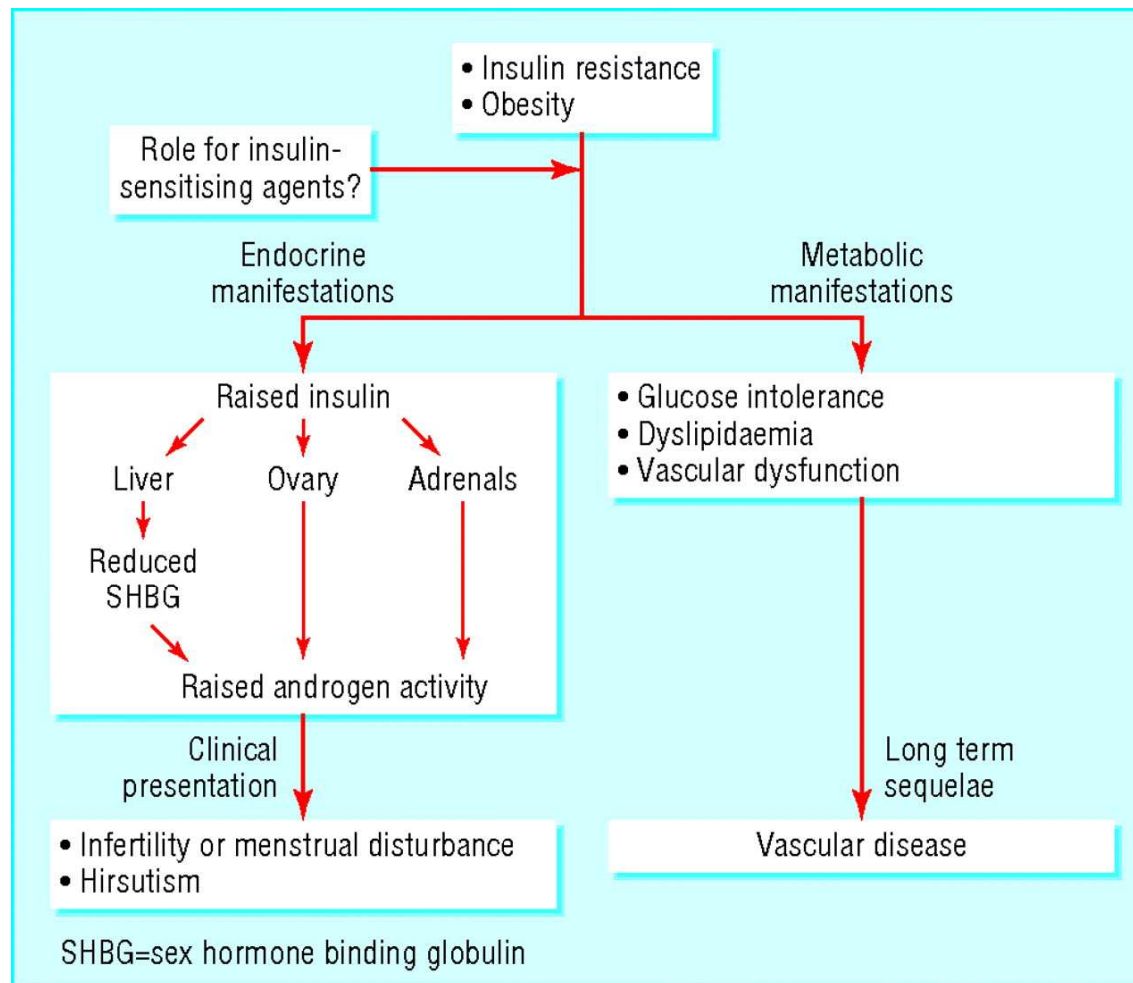 • Insulin resistance
• Obesity
Role for insulin-
sensitising agents?
Endocrine
manifestations
Metabolic
manifestations
Raised insulin
Liver
Ovary
Adrenals
Reduced
SHBG
Raised androgen activity
• Glucose intolerance
• Dyslipidaemia
• Vascular dysfunction
Clinical
presentation
Long term
sequelae
• Infertility or menstrual disturbance
• Hirsutism
Vascular disease
SHBG=sex hormone binding globulin